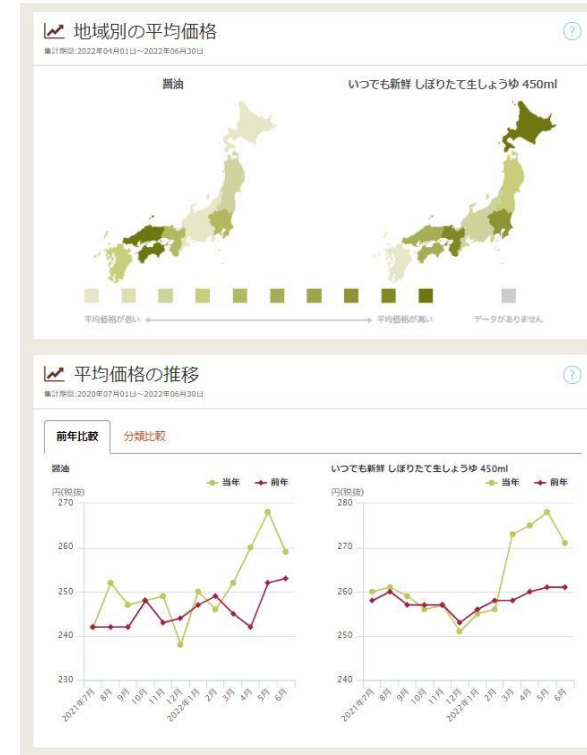 地域別の平均価格
?
集計期間:2022年04月01日～2022年06月30日
醤油
いつでも新鮮 しぼりたて生しょうゆ 450ml
平均価格が低い
平均価格が高い
データがありません
平均価格の推移
?
集計期間:2020年07月01日～2022年06月30日
前年比較
分類比較
醤油
当年
前年
円(税抜)
270
260
250
240
230
2021年7月
8月
9月
10月
11月
12月
2022年1月
2月
3月
4月
5月
6月
いつでも新鮮 しぼりたて生しょうゆ 450ml
当年
前年
円(税抜)
280
270
260
250
240
2021年7月
8月
9月
10月
11月
12月
2022年1月
2月
3月
4月
5月
6月